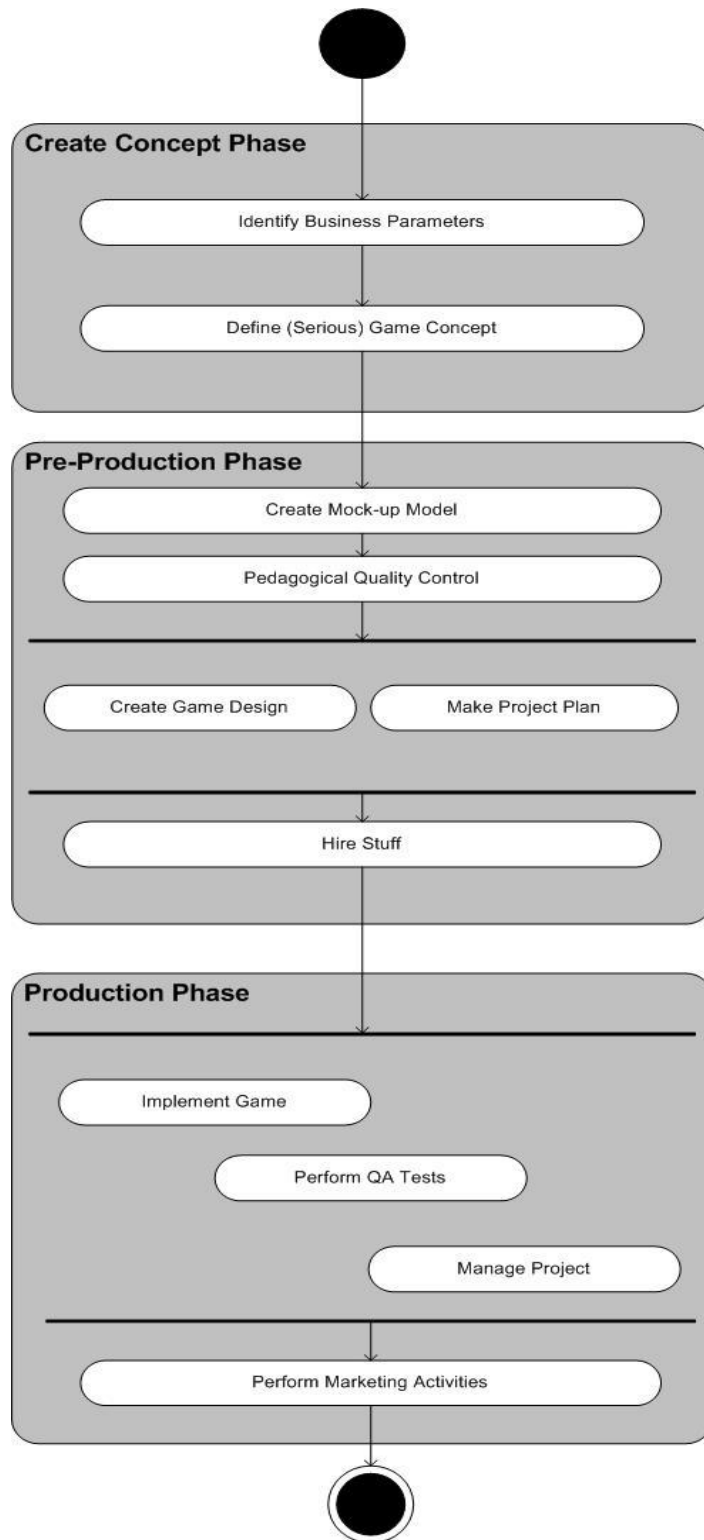 Create Concept Phase
Identify Business Parameters
Define (Serious) Game Concept
Pre-Production Phase
Create Mock-up Model
Pedagogical Quality Control
Create Game Design
Make Project Plan
Hire Stuff
Production Phase
Implement Game
Perform QA Tests
Manage Project
Perform Marketing Activities